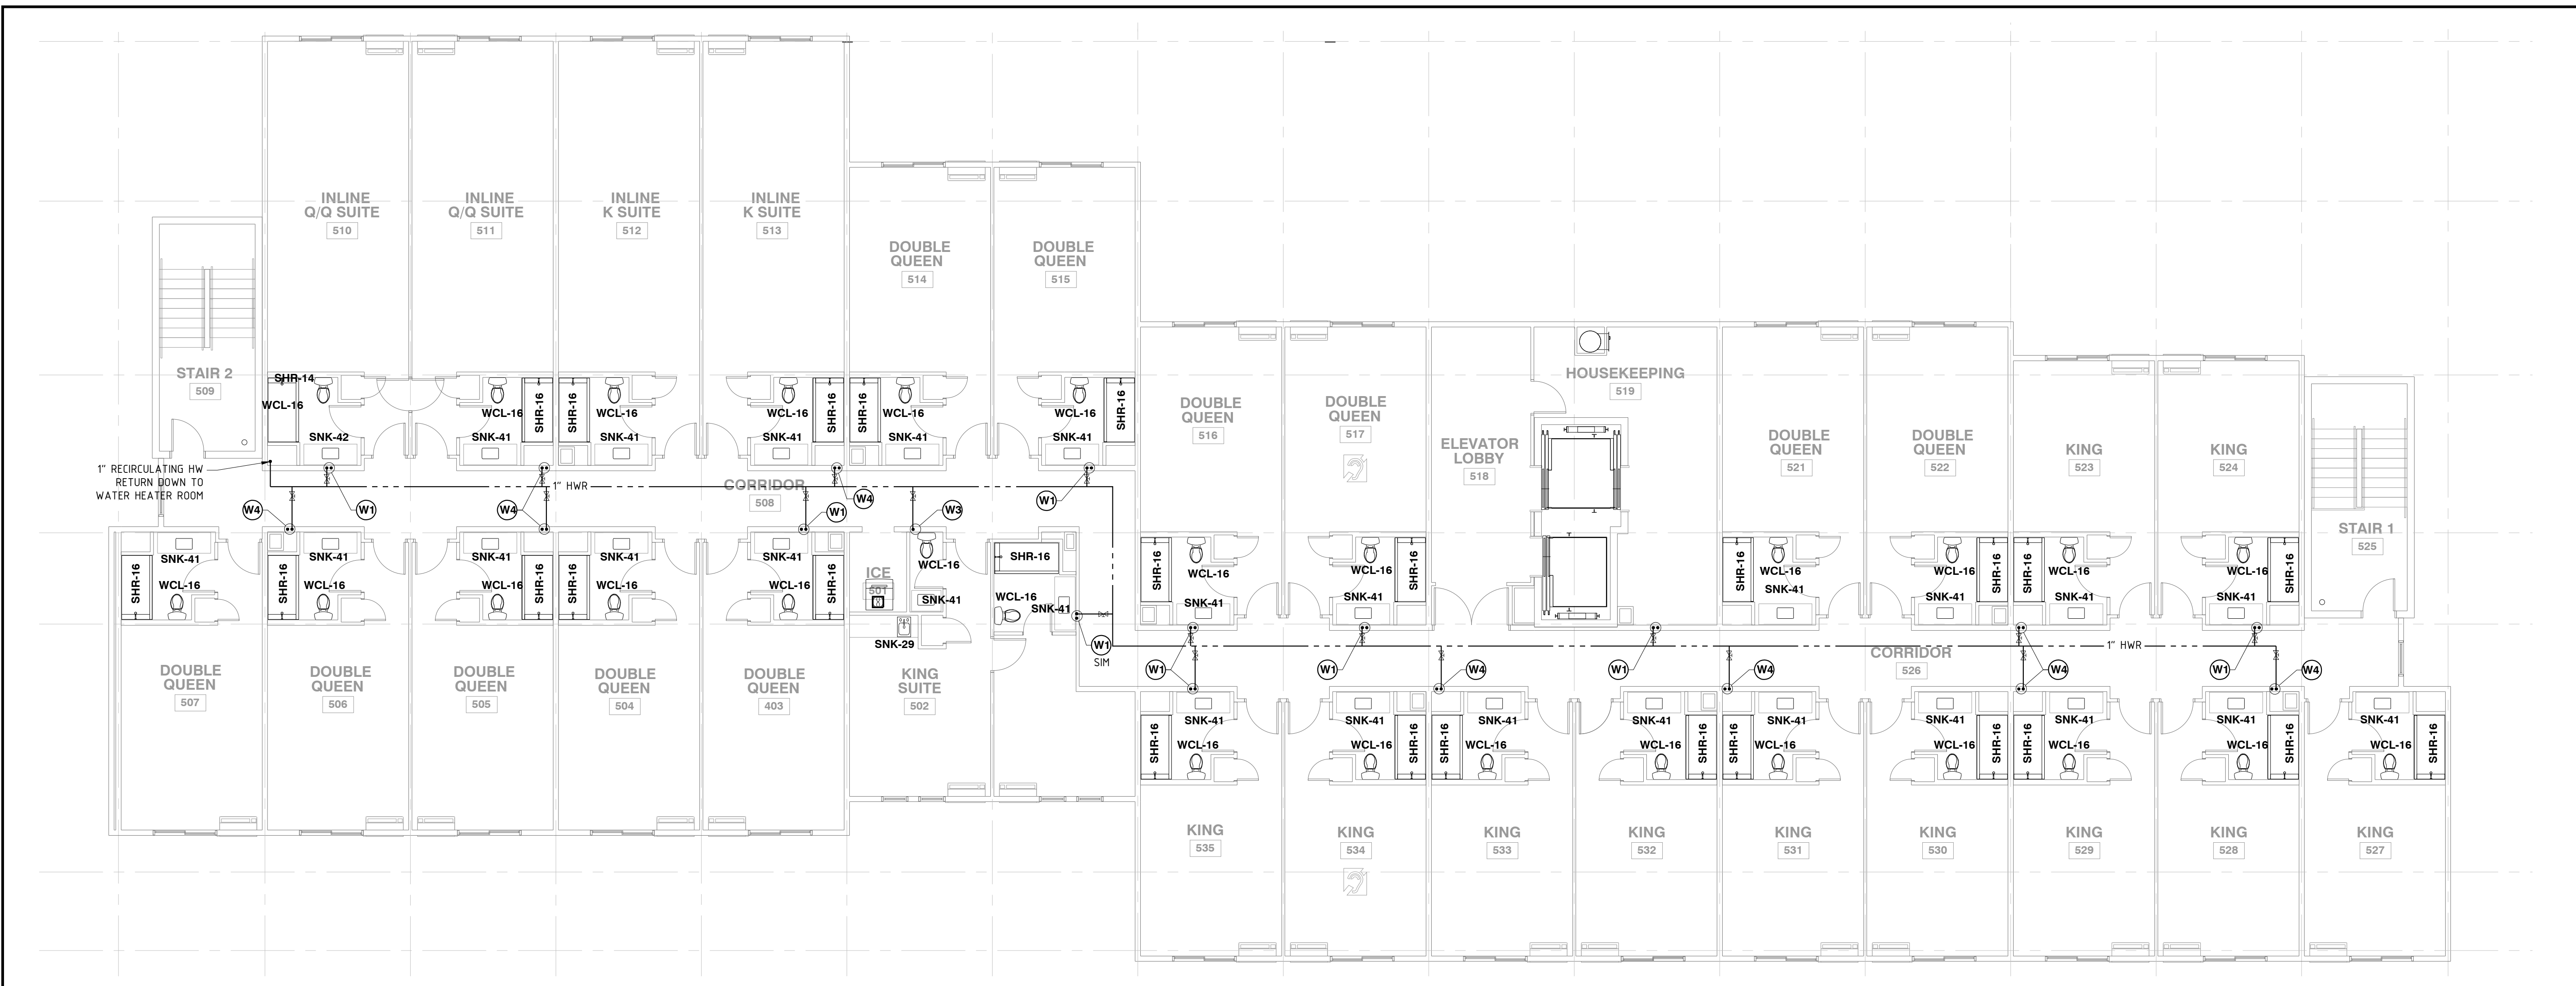 INLINE
Q/Q SUITE
510
INLINE
Q/Q SUITE
511
INLINE
K SUITE
512
INLINE
K SUITE
513
DOUBLE
QUEEN
514
DOUBLE
QUEEN
515
STAIR 2
509
SHR-14
WCL-16
SNK-42
WCL-16
SHR-16
SNK-41
SHR-16
WCL-16
SNK-41
WCL-16
SHR-16
SNK-41
SHR-16
WCL-16
SNK-41
WCL-16
SHR-16
SNK-41
DOUBLE
QUEEN
516
DOUBLE
QUEEN
517
ELEVATOR
LOBBY
518
HOUSEKEEPING
519
DOUBLE
QUEEN
521
DOUBLE
QUEEN
522
KING
523
KING
524
STAIR 1
525
1" RECIRCULATING HW
RETURN DOWN TO
WATER HEATER ROOM
1" HWR
CORRIDOR
508
W4
W1
W4
W1
W4
W3
W1
SHR-16
SNK-41
WCL-16
SHR-16
SNK-41
WCL-16
SNK-41
WCL-16
SHR-16
SHR-16
SNK-41
WCL-16
SNK-41
WCL-16
SHR-16
ICE
501
WCL-16
SNK-41
SNK-29
SHR-16
WCL-16
SNK-41
W1
SIM
SHR-16
WCL-16
SNK-41
WCL-16
SHR-16
SNK-41
SHR-16
WCL-16
SNK-41
WCL-16
SHR-16
SNK-41
SHR-16
WCL-16
SNK-41
WCL-16
SHR-16
SNK-41
DOUBLE
QUEEN
507
DOUBLE
QUEEN
506
DOUBLE
QUEEN
505
DOUBLE
QUEEN
504
DOUBLE
QUEEN
403
KING
SUITE
502
W1
W1
W4
W1
W4
CORRIDOR
526
W4
1" HWR
W1
W4
SHR-16
SNK-41
WCL-16
SNK-41
WCL-16
SHR-16
SHR-16
SNK-41
WCL-16
SNK-41
WCL-16
SHR-16
SHR-16
SNK-41
WCL-16
SNK-41
WCL-16
SHR-16
SHR-16
SNK-41
WCL-16
SNK-41
WCL-16
SHR-16
SNK-41
WCL-16
SHR-16
KING
535
KING
534
KING
533
KING
532
KING
531
KING
530
KING
529
KING
528
KING
527